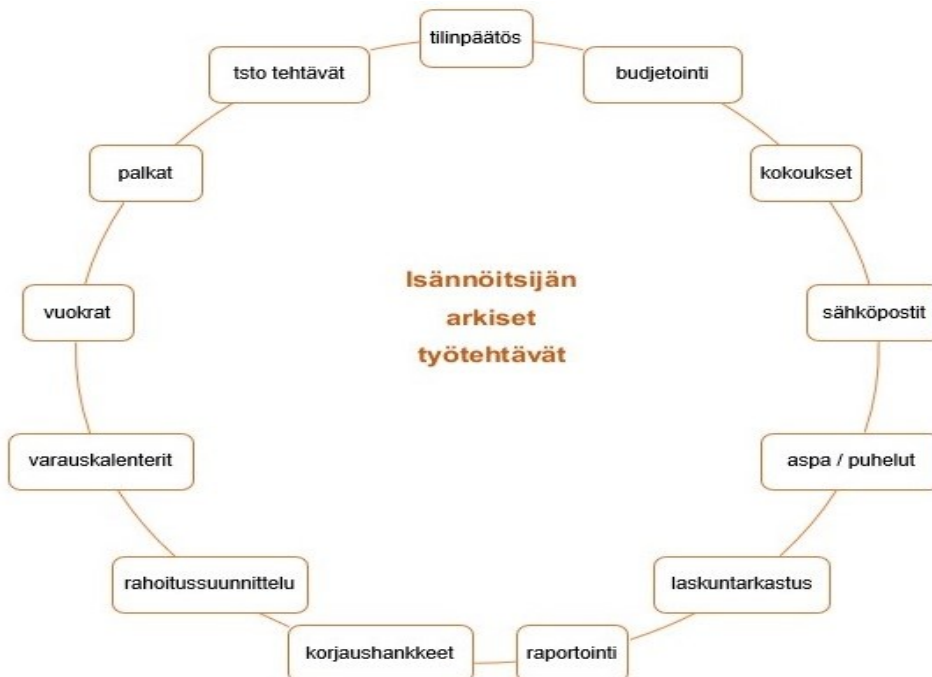 tilinpäätös
budjetointi
kokoukset
sähköpostit
aspa / puhelut
laskuntarkastus
raportointi
korjaushankkeet
rahoitussuunnittelu
varauskalenterit
vuokrat
palkat
tsto tehtävät
Isännöitsijän
arkiset
työtehtävät